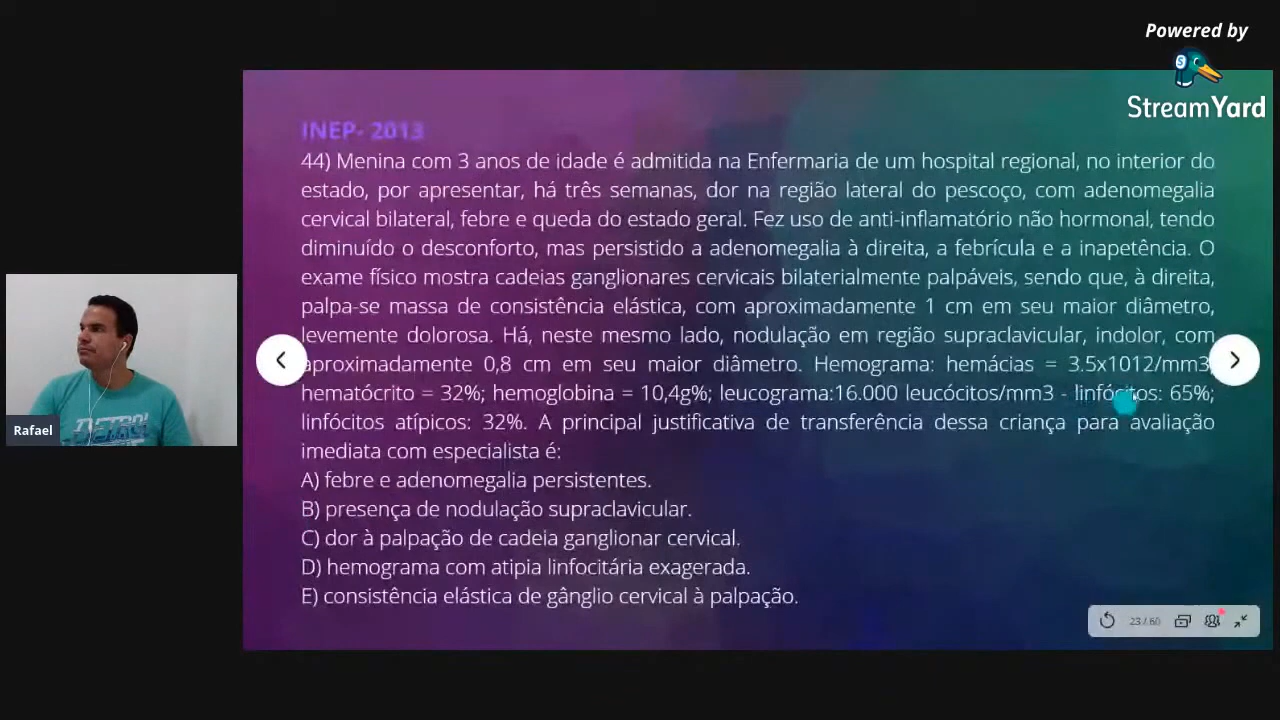 Powered by
StreamYard
INEP- 2013
44) Menina com 3 anos de idade é admitida na Enfermaria de um hospital regional, no interior do
estado, por apresentar, há três semanas, dor na região lateral do pescoço, com adenomegalia
cervical bilateral, febre e queda do estado geral. Fez uso de anti-inflamatório não hormonal, tendo
diminuído o desconforto, mas persistido a adenomegalia à direita, a febrícula e a inapetência. O
exame físico mostra cadeias ganglionares cervicais bilaterialmente palpáveis, sendo que, à direita,
palpa-se massa de consistência elástica, com aproximadamente 1 cm em seu maior diâmetro,
levemente dolorosa. Há, neste mesmo lado, nodulação em região supraclavicular, indolor, com
aproximadamente 0,8 cm em seu maior diâmetro. Hemograma: hemácias = 3.5x1012/mm3
hematócrito = 32%; hemoglobina = 10,4g%; leucograma:16.000 leucócitos/mm3 - linfócitos: 65%;
linfócitos atípicos: 32%. A principal justificativa de transferência dessa criança para avaliação
imediata com especialista é:
A) febre e adenomegalia persistentes.
B) presença de nodulação supraclavicular.
C) dor à palpação de cadeia ganglionar cervical.
D) hemograma com atipia linfocitária exagerada.
E) consistência elástica de gânglio cervical à palpação.
Rafael
23 / 60